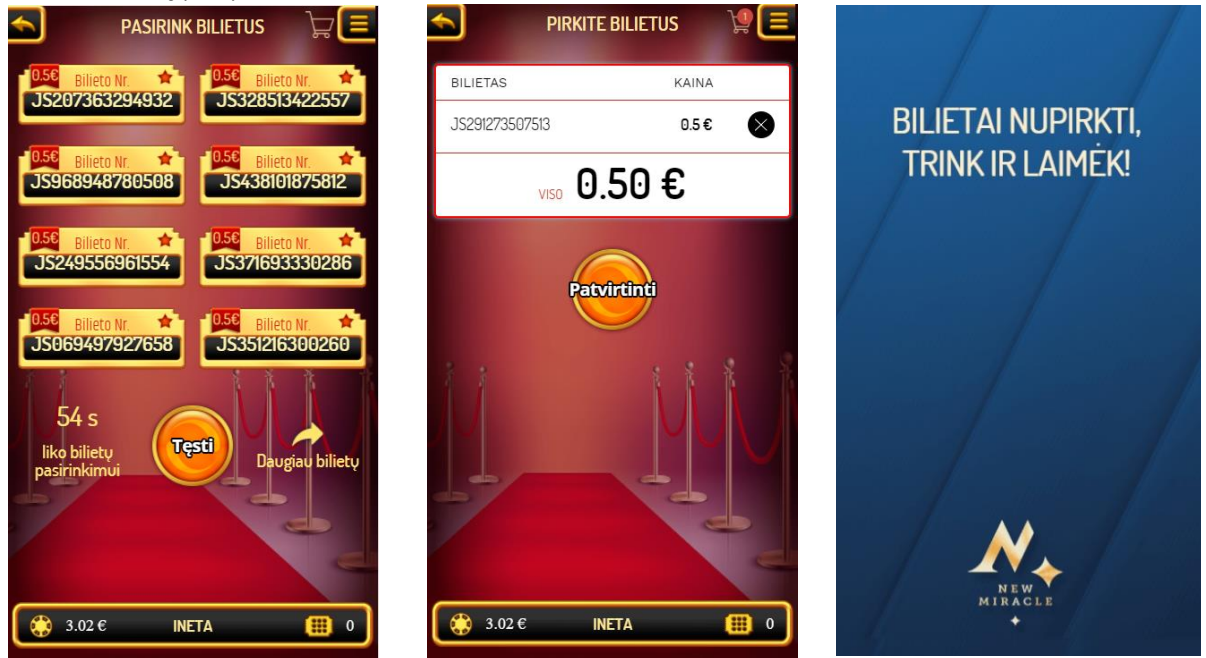 PASIRINK BILIETUS
0.5€ Bilieto Nr.
JS207363294932
0.5€ Bilieto Nr.
JS328513422557
0.5€ Bilieto Nr.
JS968948780508
0.5€ Bilieto Nr.
JS438101875812
0.5€ Bilieto Nr.
JS249556961554
0.5€ Bilieto Nr.
JS371693330286
0.5€ Bilieto Nr.
JS069497927658
0.5€ Bilieto Nr.
JS351216300260
54 s
liko bilietų
pasirinkimui
Tęsti
Daugiau bilietų
3.02 € INETA 0
PIRKITE BILIETUS 1
BILIETAS KAINA
JS291273507513 0.5 €
VISO 0.50 €
Patvirtinti
3.02 € INETA 0
BILIETAI NUPIRKTI,
TRINK IR LAIMĖK!
N
NEW
MIRACLE